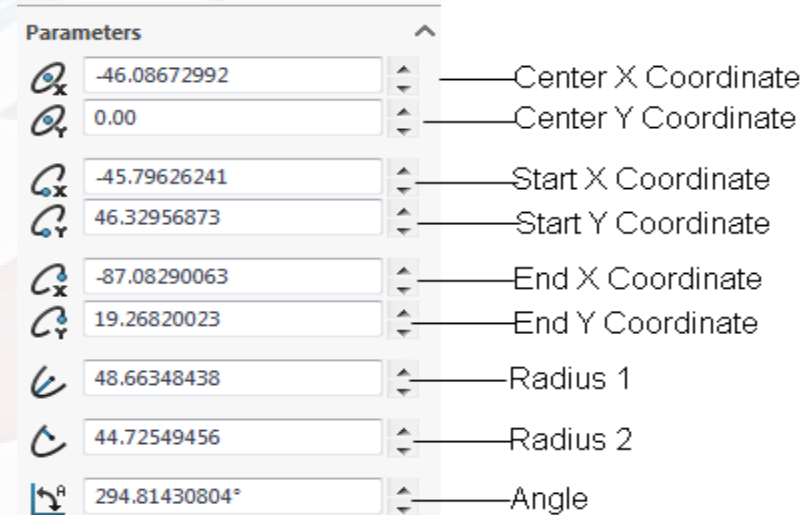 Parameters
-46.08672992 Center X Coordinate
0.00 Center Y Coordinate
-45.79626241 Start X Coordinate
46.32956873 Start Y Coordinate
-87.08290063 End X Coordinate
19.26820023 End Y Coordinate
48.66348438 Radius 1
44.72549456 Radius 2
294.81430804° Angle